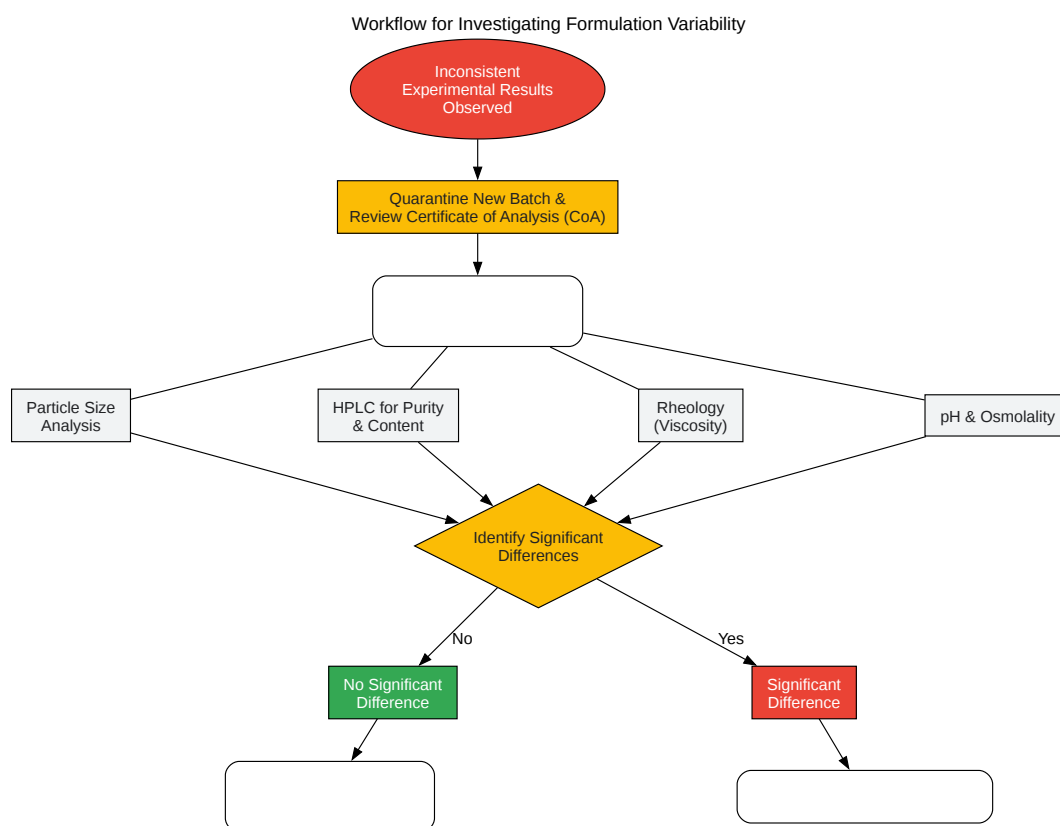 Workflow for Investigating Formulation Variability
Inconsistent
Experimental Results
Observed
Quarantine New Batch &
Review Certificate of Analysis (CoA)
Particle Size
Analysis
HPLC for Purity
& Content
Rheology
(Viscosity)
pH & Osmolality
Identify Significant
Differences
No
Yes
No Significant
Difference
Significant
Difference